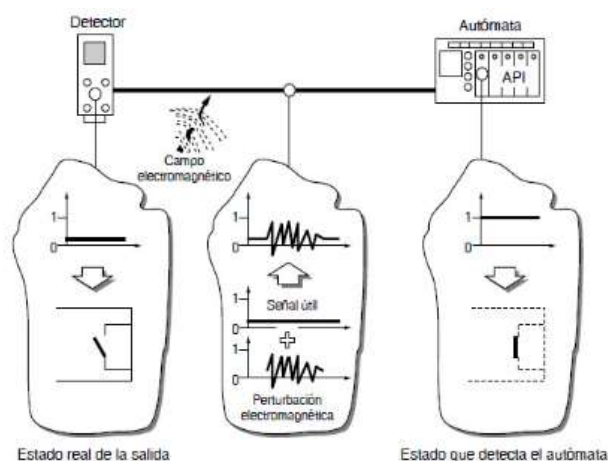 Detector
Autómata
API
Campo
electromagnético
1
0
1
0
Señal útil
1
0
1
0
Perturbación
electromagnética
1
0
Estado real de la salida
Estado que detecta el autómata